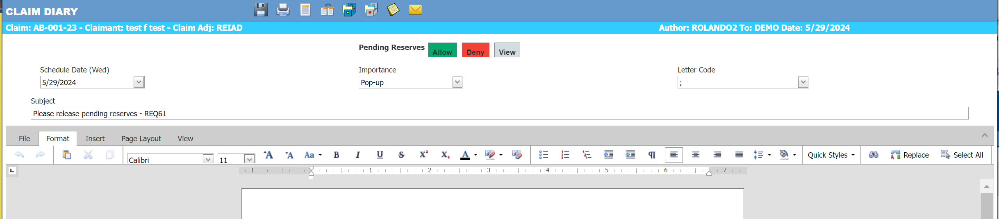 CLAIM DIARY
Claim: AB-001-23 - Claimant: test f test - Claim Adj: REIAD Author: ROLANDO2 To: DEMO Date: 5/29/2024
Pending Reserves Allow Deny View
Schedule Date (Wed) Importance Letter Code
5/29/2024 Pop-up ;
Subject
Please release pending reserves - REQ61
File Format Insert Page Layout View
Calibri 11 Aa B I U S X² X₂ A Quick Styles Replace Select All
1 1 2 3 4 5 6 7